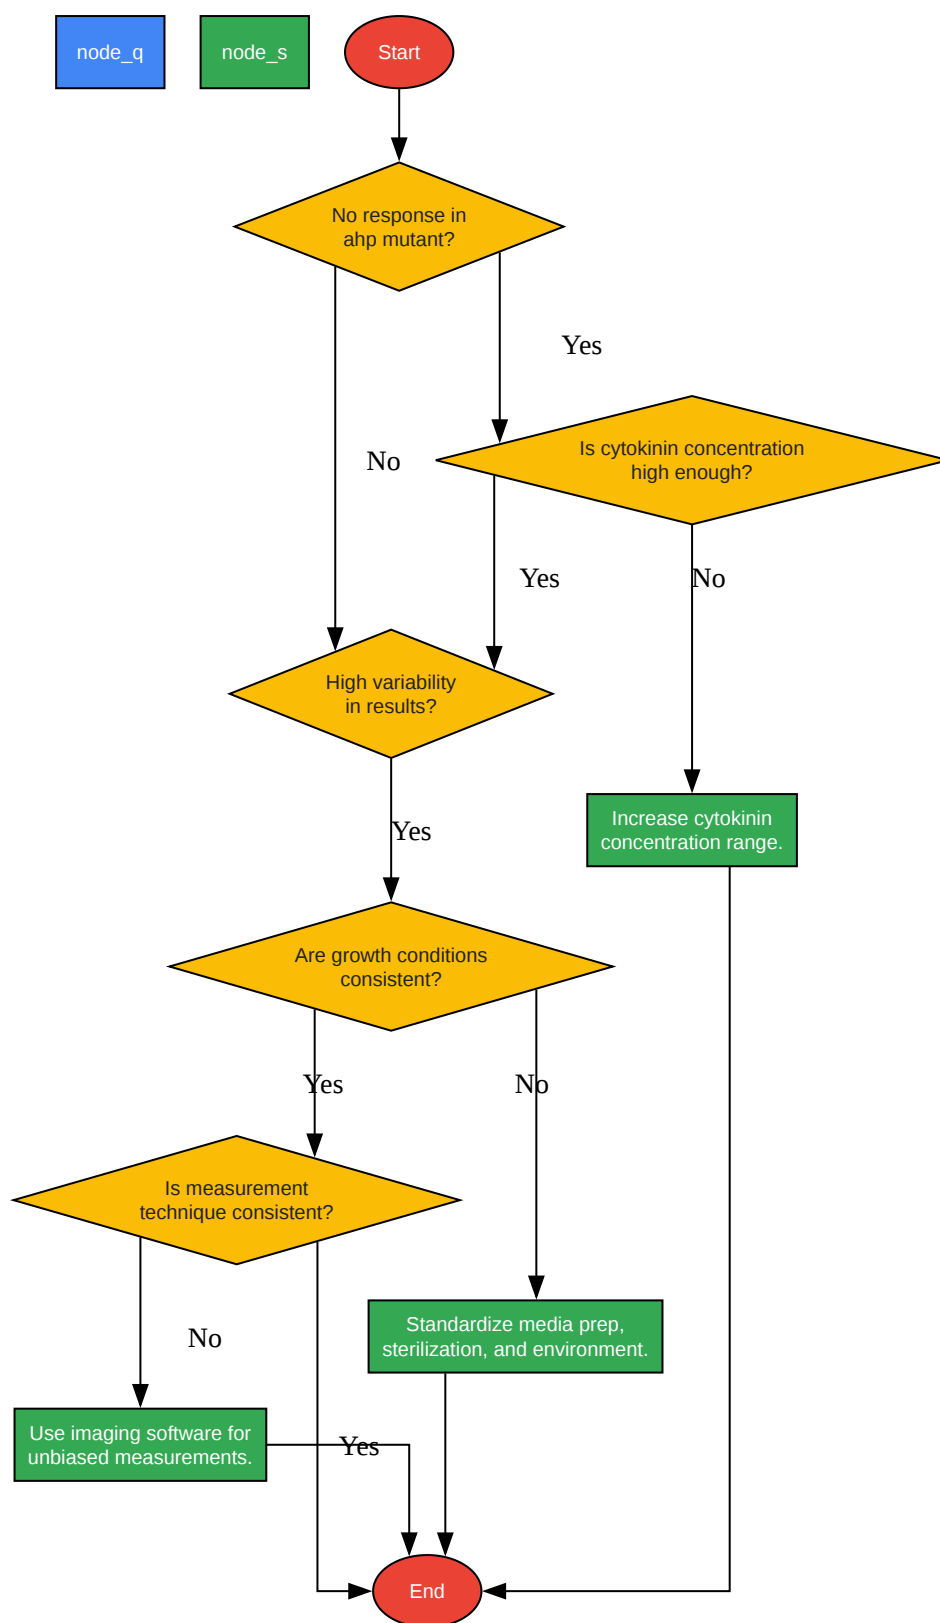 node_q
node_s
Start
No response in
ahp mutant?
Yes
Is cytokinin concentration
high enough?
No
Yes
No
High variability
in results?
Yes
Increase cytokinin
concentration range.
Are growth conditions
consistent?
Yes
No
Is measurement
technique consistent?
No
Standardize media prep,
sterilization, and environment.
Use imaging software for
unbiased measurements.
Yes
End